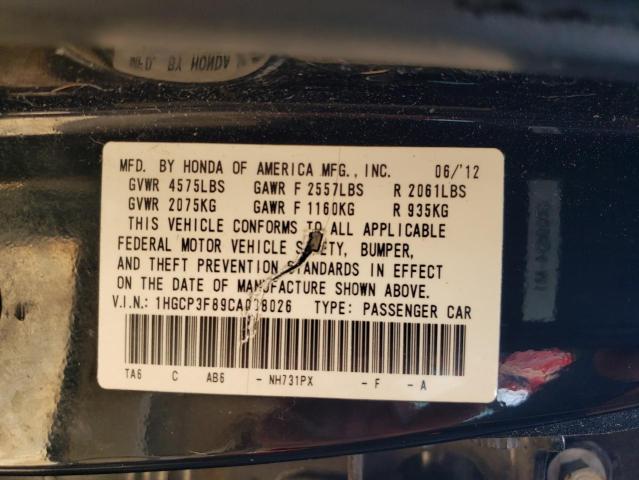 MFD. BY HONDA OF AMERICA MFG., INC. 06/'12
GVWR 4575LBS GAWR F 2557LBS R 2061LBS
GVWR 2075KG GAWR F 1160KG R 935KG
THIS VEHICLE CONFORMS TO ALL APPLICABLE
FEDERAL MOTOR VEHICLE SAFETY, BUMPER,
AND THEFT PREVENTION STANDARDS IN EFFECT
ON THE DATE OF MANUFACTURE SHOWN ABOVE.
V.I.N.: TYPE: PASSENGER CAR
TA6 C AB6 - NH731PX - F - A